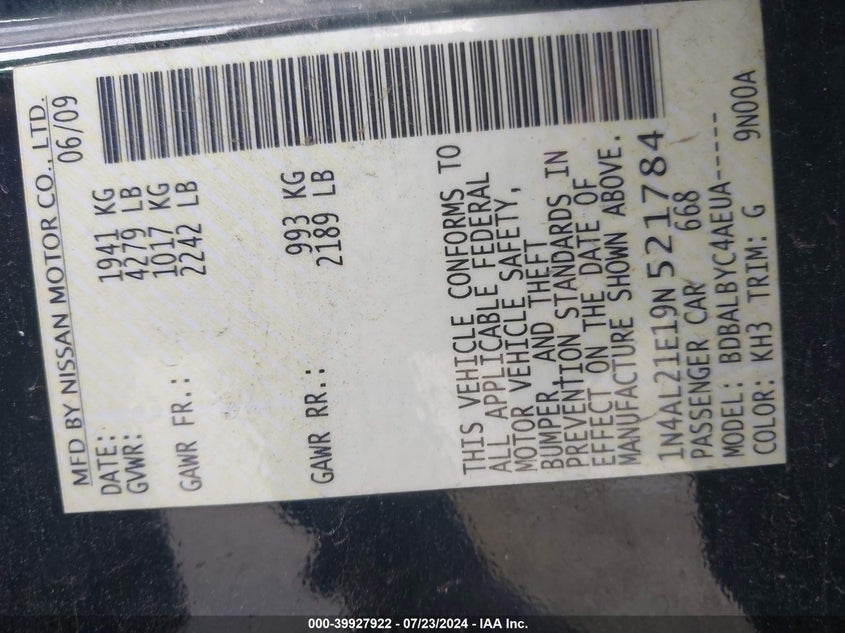 MFD BY NISSAN MOTOR CO., LTD.
DATE: 06/09
GVWR: 1941 KG
4279 LB
GAWR FR.: 1017 KG
2242 LB
GAWR RR.: 993 KG
2189 LB
THIS VEHICLE CONFORMS TO
ALL APPLICABLE FEDERAL
MOTOR VEHICLE SAFETY,
BUMPER, AND THEFT
PREVENTION STANDARDS IN
EFFECT ON THE DATE OF
MANUFACTURE SHOWN ABOVE.
1N4AL21E19N521784
PASSENGER CAR 668
MODEL: BDBALBYC4AEUA-----
COLOR: KH3 TRIM: G 9N00A
000-39927922 / 07/23/2024 - IAA Inc.